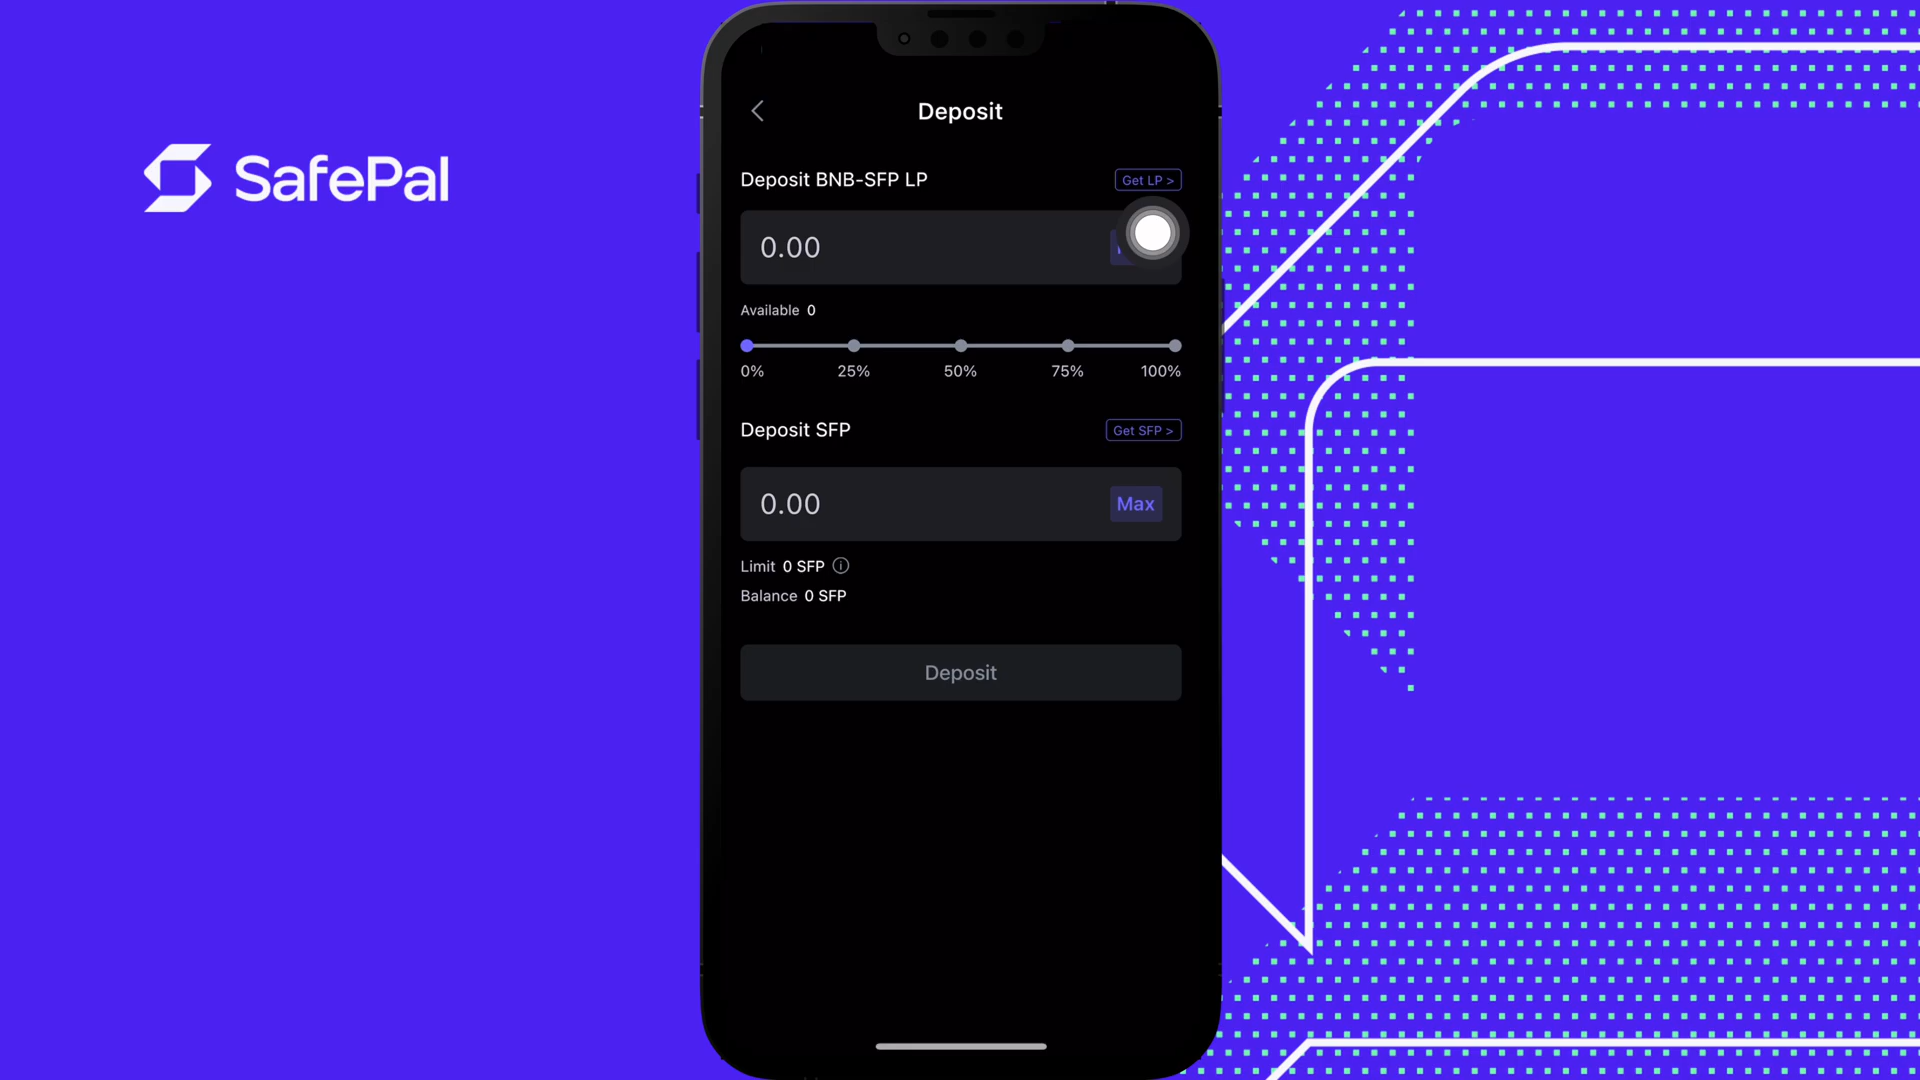 SafePal
Deposit
Deposit BNB-SFP LP
Get LP >
0.00
Available 0
0% 25% 50% 75% 100%
Deposit SFP
Get SFP >
0.00
Max
Limit 0 SFP
Balance 0 SFP
Deposit